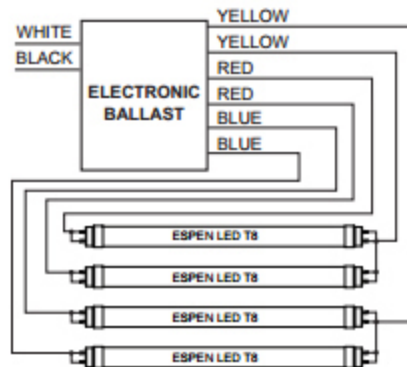 YELLOW
WHITE
YELLOW
BLACK
RED
ELECTRONIC
BALLAST
RED
BLUE
BLUE
ESPEN LED T8
ESPEN LED T8
ESPEN LED T8
ESPEN LED T8